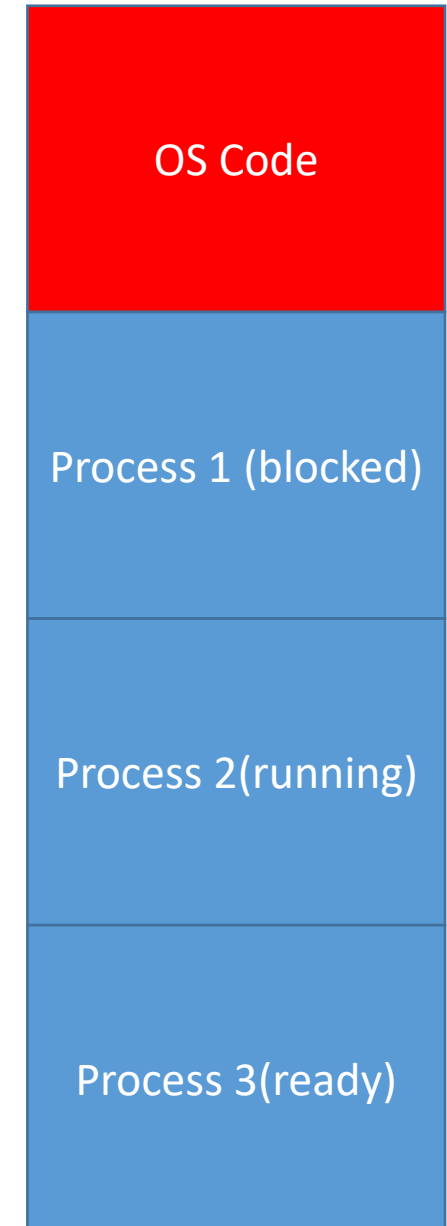 OS Code
Process 1 (blocked)
Process 2(running)
Process 3(ready)